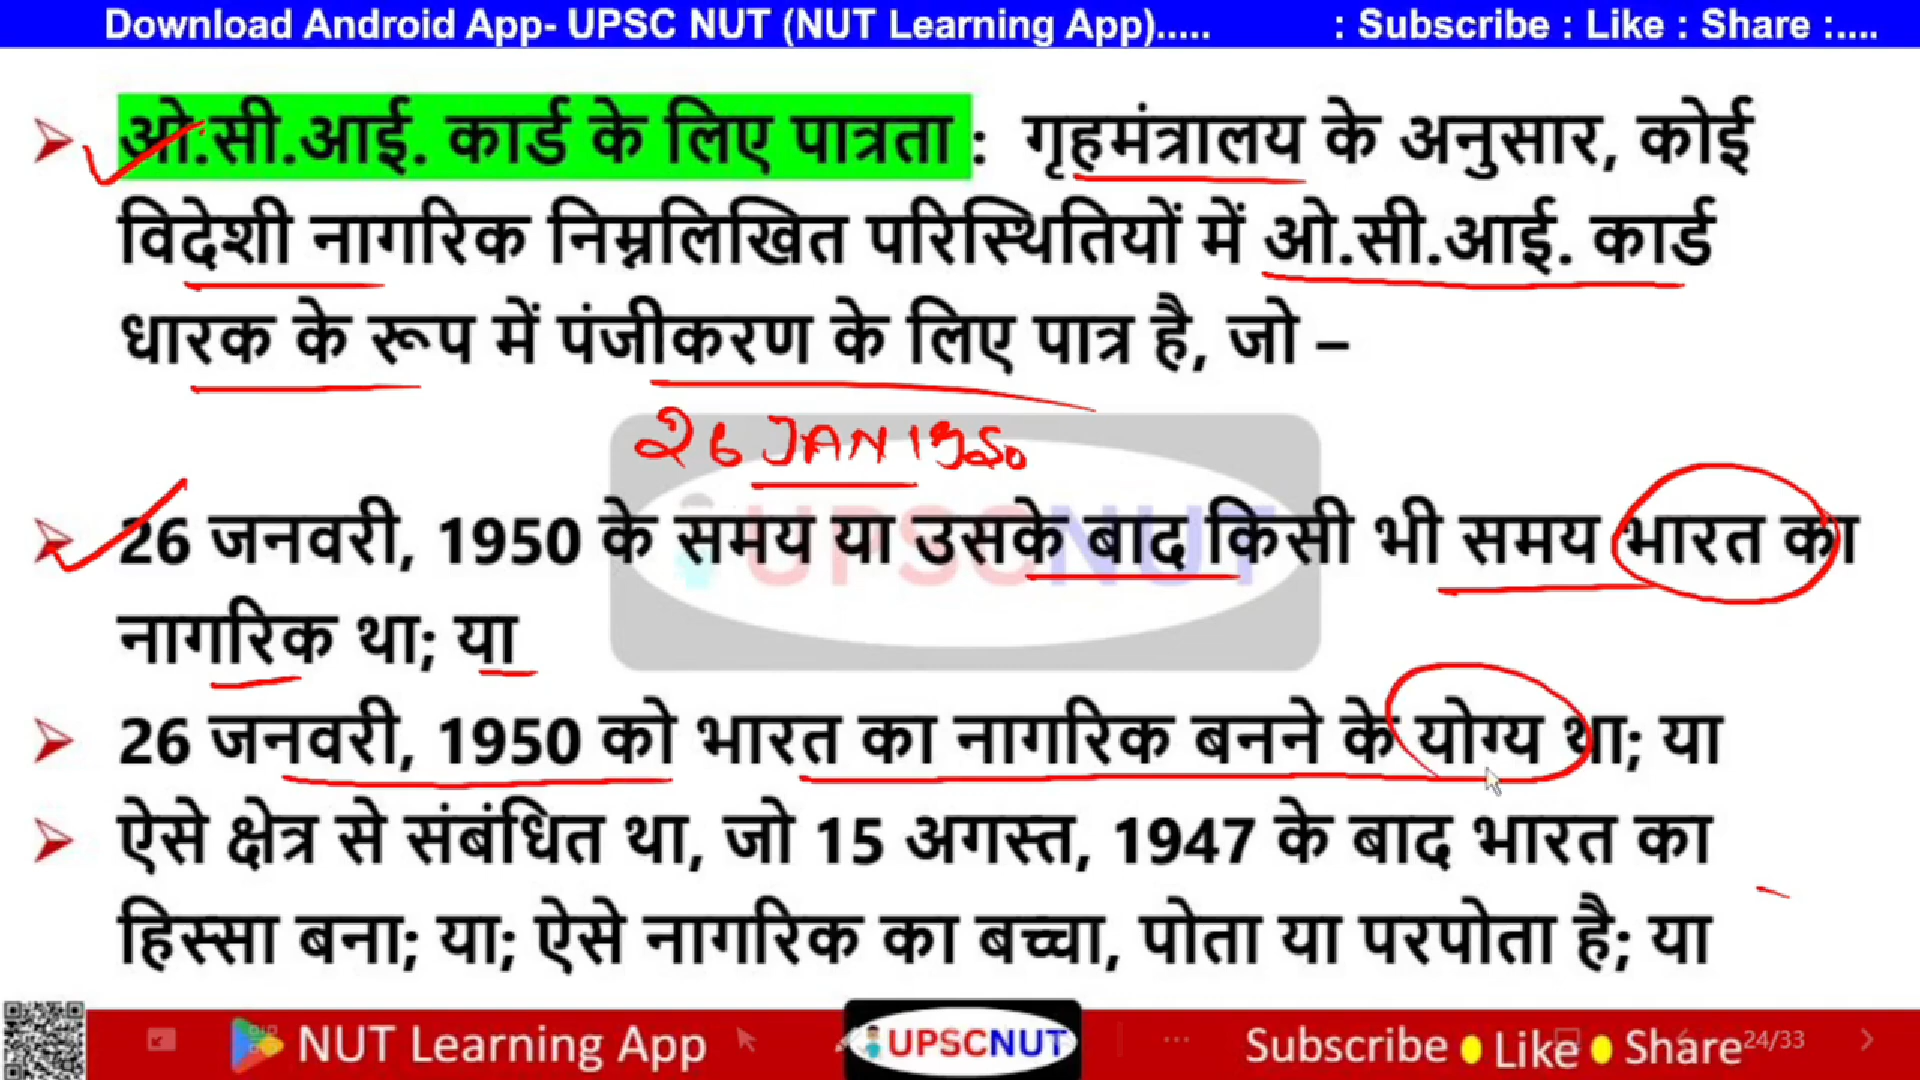 Download Android App- UPSC NUT (NUT Learning App)..... : Subscribe : Like : Share :....
ओ.सी.आई. कार्ड के लिए पात्रता : गृहमंत्रालय के अनुसार, कोई
विदेशी नागरिक निम्नलिखित परिस्थितियों में ओ.सी.आई. कार्ड
धारक के रूप में पंजीकरण के लिए पात्र है, जो –
26 JAN 1950
26 जनवरी, 1950 के समय या उसके बाद किसी भी समय भारत का
नागरिक था; या
UPSCNUT
26 जनवरी, 1950 को भारत का नागरिक बनने के योग्य था; या
ऐसे क्षेत्र से संबंधित था, जो 15 अगस्त, 1947 के बाद भारत का
हिस्सा बना; या; ऐसे नागरिक का बच्चा, पोता या परपोता है; या
NUT Learning App UPSCNUT Subscribe Like Share 24/33